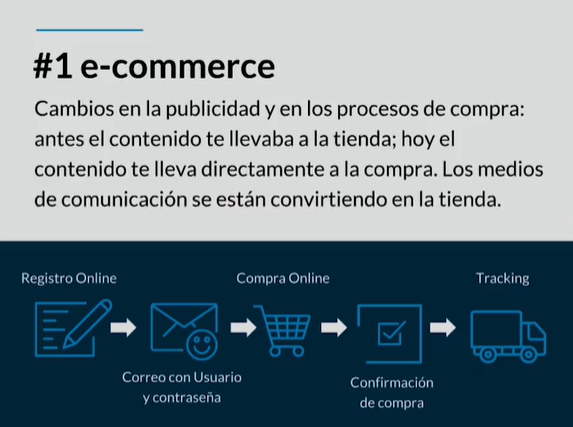 #1 e-commerce
Cambios en la publicidad y en los procesos de compra:
antes el contenido te llevaba a la tienda; hoy el
contenido te lleva directamente a la compra. Los medios
de comunicación se están convirtiendo en la tienda.
Registro Online
Compra Online
Tracking
Correo con Usuario
y contraseña
Confirmación
de compra